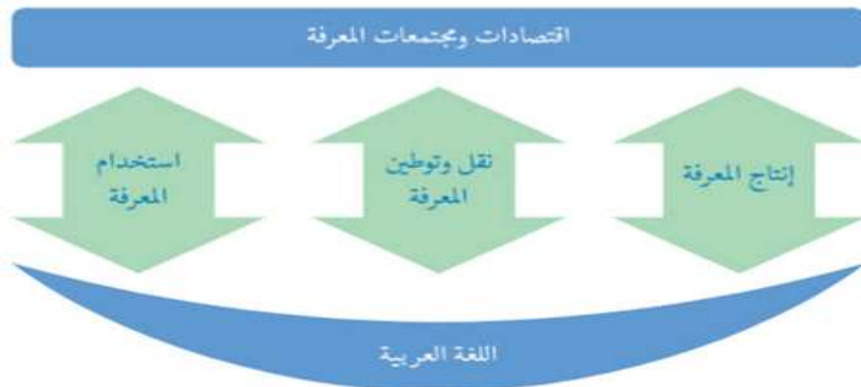 اقتصادات ومجتمعات المعرفة
إنتاج المعرفة
نقل وتوطين
المعرفة
استخدام
المعرفة
اللغة العربية